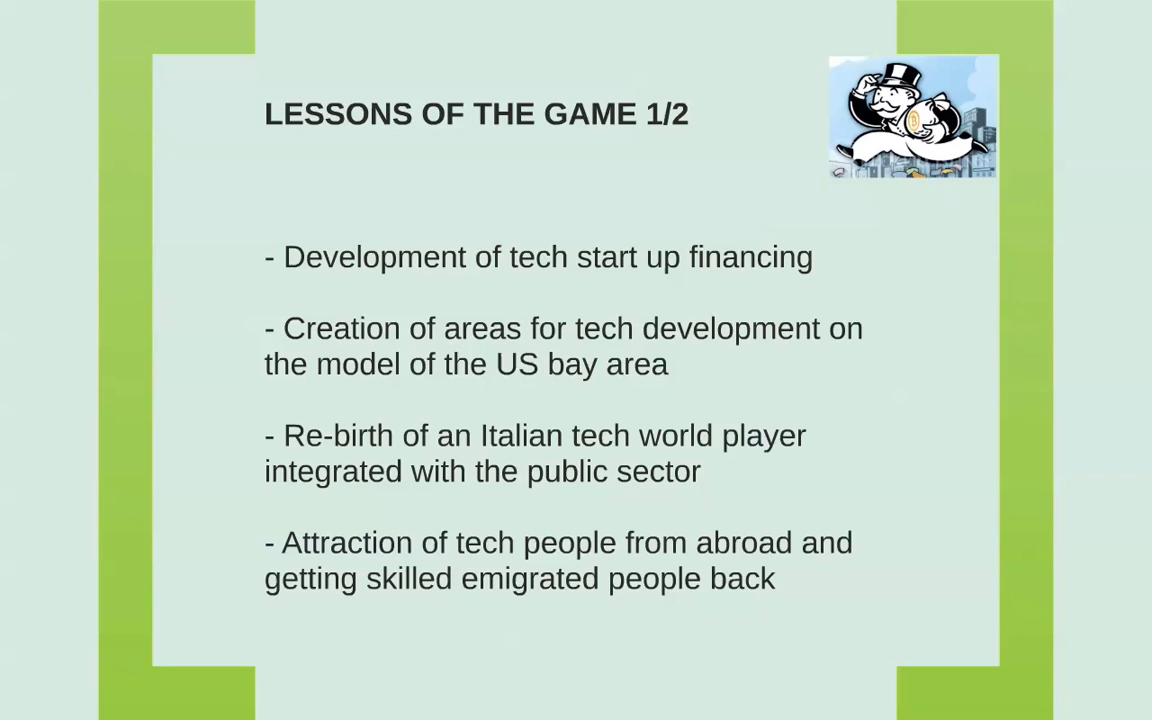 LESSONS OF THE GAME 1/2
- Development of tech start up financing
- Creation of areas for tech development on
the model of the US bay area
- Re-birth of an Italian tech world player
integrated with the public sector
- Attraction of tech people from abroad and
getting skilled emigrated people back